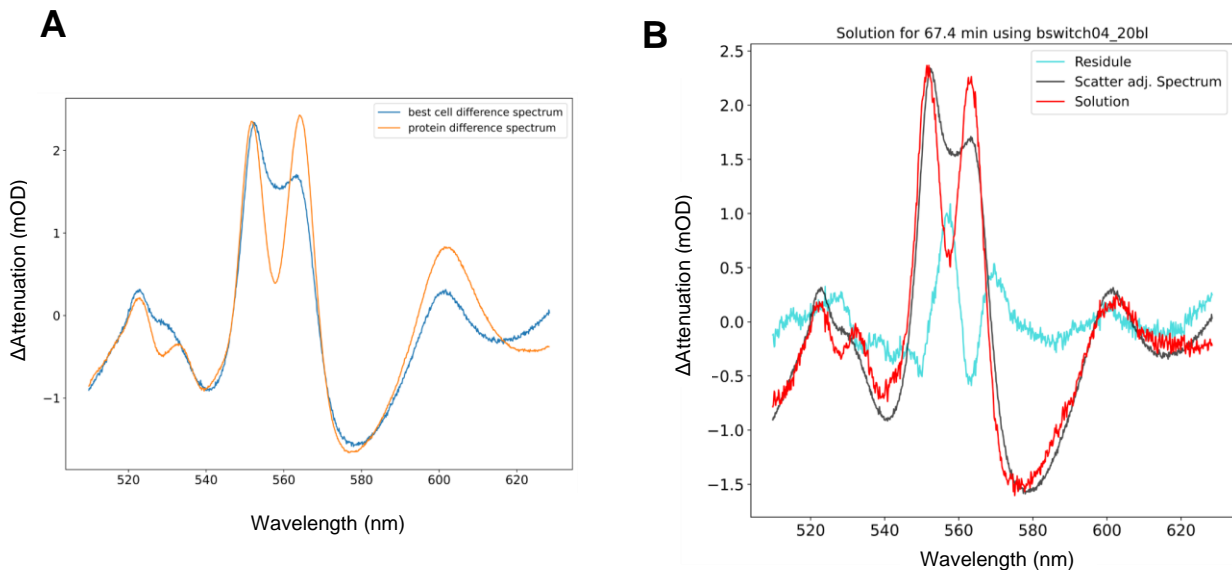 A
best cell difference spectrum
protein difference spectrum
ΔAttenuation (mOD)
2
1
0
−1
520 540 560 580 600 620
Wavelength (nm)
B
Solution for 67.4 min using bswitch04_20bl
Residule
Scatter adj. Spectrum
Solution
ΔAttenuation (mOD)
2.5
2.0
1.5
1.0
0.5
0.0
−0.5
−1.0
−1.5
520 540 560 580 600 620
Wavelength (nm)